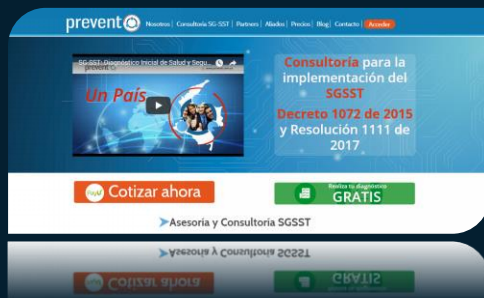 prevent
Nosotros | Consultoría SG-SST | Partners | Aliados | Precios | Blog | Contacto | Acceder
SG-SST: Diagnóstico Inicial de Salud y Segu...
prevent
Un País
Consultoría para la
implementación del
SGSST
Decreto 1072 de 2015
y Resolución 1111 de
2017
PayU
Cotizar ahora
Realiza tu diagnóstico
GRATIS
Asesoría y Consultoría SGSST